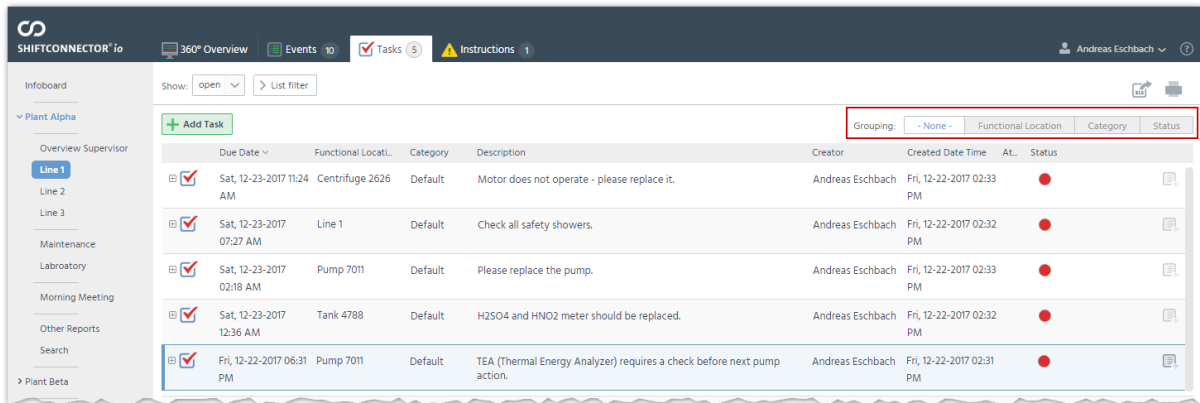 SHIFTCONNECTOR® io
360° Overview
Events 10
Tasks 5
Instructions 1
Andreas Eschbach
?
Infoboard
Plant Alpha
Overview Supervisor
Line 1
Line 2
Line 3
Maintenance
Labroatory
Morning Meeting
Other Reports
Search
Plant Beta
Show: open
List filter
XLS
Add Task
Grouping: - None - Functional Location Category Status
Due Date Functional Locati... Category Description Creator Created Date Time At... Status
Sat, 12-23-2017 11:24 Centrifuge 2626 Default Motor does not operate - please replace it. Andreas Eschbach Fri, 12-22-2017 02:33
AM PM
Sat, 12-23-2017 Line 1 Default Check all safety showers. Andreas Eschbach Fri, 12-22-2017 02:32
07:27 AM PM
Sat, 12-23-2017 Pump 7011 Default Please replace the pump. Andreas Eschbach Fri, 12-22-2017 02:33
02:18 AM PM
Sat, 12-23-2017 Tank 4788 Default H2SO4 and HNO2 meter should be replaced. Andreas Eschbach Fri, 12-22-2017 02:32
12:36 AM PM
Fri, 12-22-2017 06:31 Pump 7011 Default TEA (Thermal Energy Analyzer) requires a check before next pump Andreas Eschbach Fri, 12-22-2017 02:31
PM action. PM